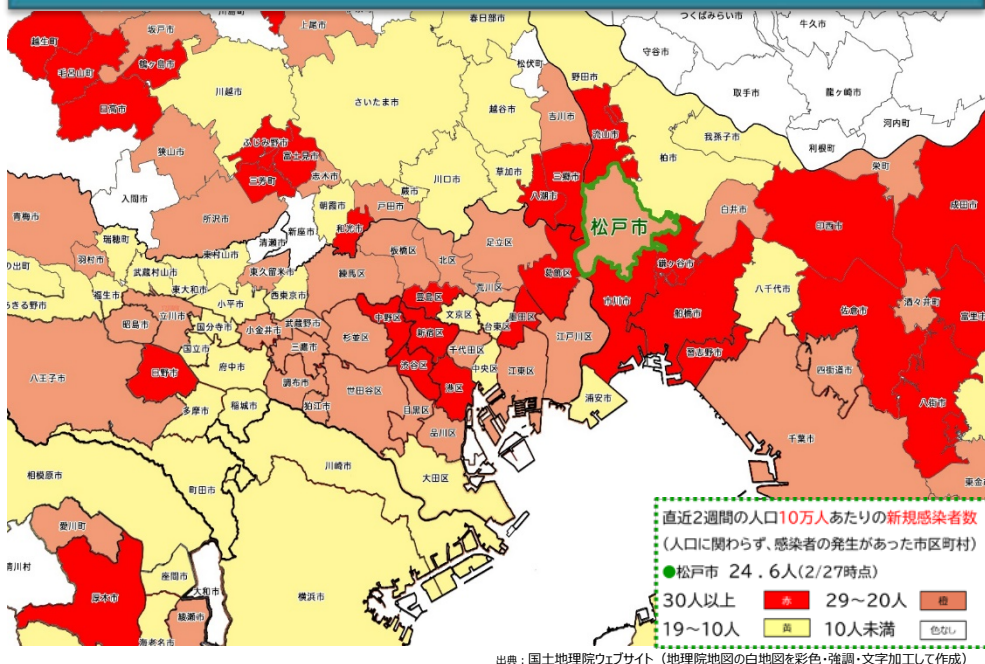 春日部市
つくばみらい市
牛久市
越生町
坂戸市
上尾市
守谷市
毛呂山町
鶴ヶ島市
松伏町
野田市
川越市
さいたま市
取手市
龍ヶ崎市
日高市
越谷市
吉川市
流山市
我孫子市
河内町
利根町
狭山市
ふじみ野市
富士見市
柏市
栄町
三芳町
志木市
川口市
草加市
三郷市
八潮市
入間市
蕨市
戸田市
朝霞市
白井市
成田市
青梅市
所沢市
新座市
和光市
松戸市
印西市
瑞穂町
清瀬市
足立区
羽村市
東村山市
板橋区
北区
鎌ヶ谷市
の出町
武蔵村山市
東久留米市
練馬区
荒川区
葛飾区
八千代市
福生市
東大和市
西東京市
豊島区
市川市
酒々井町
あきる野市
小平市
文京区
台東区
墨田区
船橋市
佐倉市
富里市
昭島市
立川市
国分寺市
小金井市
武蔵野市
中野区
新宿区
江戸川区
国立市
三鷹市
杉並区
千代田区
習志野市
日野市
府中市
渋谷区
中央区
江東区
四街道市
八王子市
調布市
世田谷区
港区
浦安市
八街市
多摩市
稲城市
狛江市
目黒区
品川区
千葉市
川崎市
大田区
相模原市
町田市
東金
愛川町
清川村
座間市
大和市
厚木市
横浜市
綾瀬市
海老名市
直近2週間の人口10万人あたりの新規感染者数
(人口に関わらず、感染者の発生があった市区町村)
●松戸市 24.6人(2/27時点)
30人以上 赤 29~20人 橙
19~10人 黄 10人未満 色なし
出典:国土地理院ウェブサイト(地理院地図の白地図を彩色・強調・文字加工して作成)